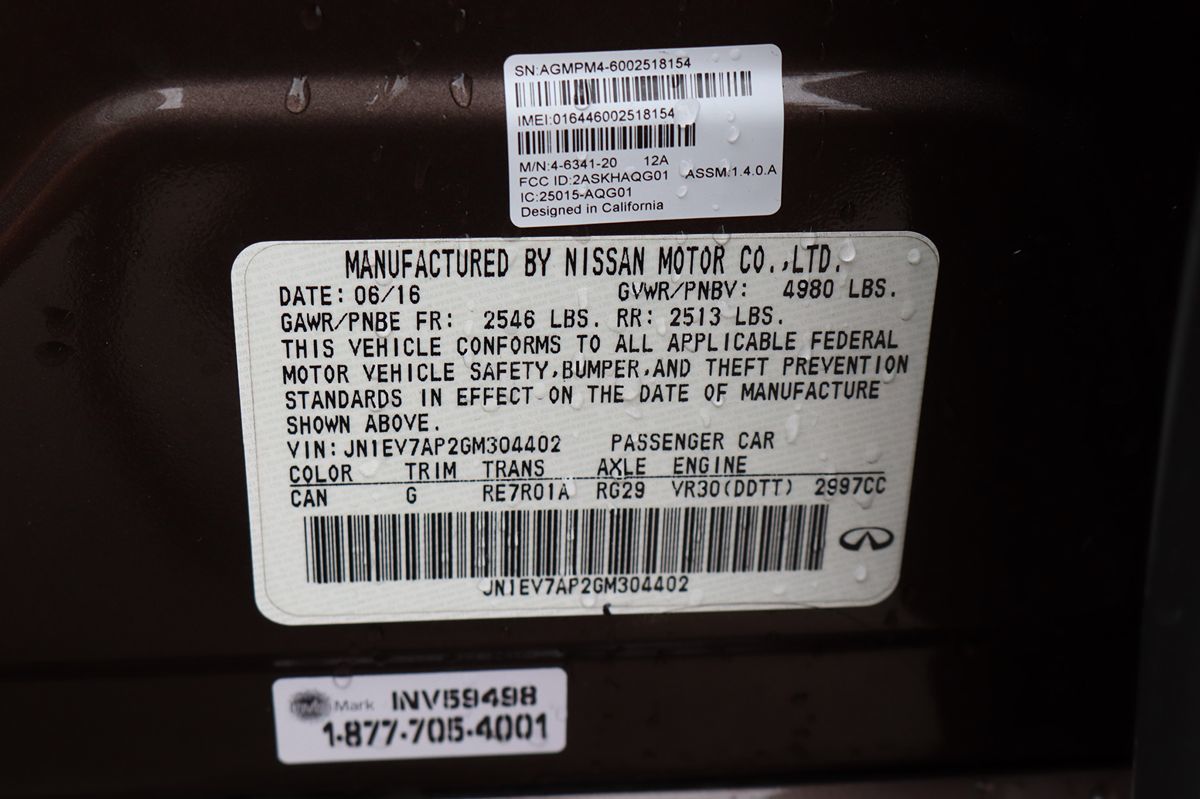 SN:AGMPM4-6002518154
IMEI:016446002518154
M/N:4-6341-20 12A
FCC ID:2ASKHAQG01 ASSM:1.4.0.A
IC:25015-AQG01
Designed in California
MANUFACTURED BY NISSAN MOTOR CO.,LTD.
DATE: 06/16 GVWR/PNBV: 4980 LBS.
GAWR/PNBE FR: 2546 LBS. RR: 2513 LBS.
THIS VEHICLE CONFORMS TO ALL APPLICABLE FEDERAL
MOTOR VEHICLE SAFETY,BUMPER,AND THEFT PREVENTION
STANDARDS IN EFFECT ON THE DATE OF MANUFACTURE
SHOWN ABOVE.
VIN: JN1EV7AP2GM304402 PASSENGER CAR
COLOR TRIM TRANS AXLE ENGINE
CAN G RE7R01A RG29 VR30(DDTT) 2997CC
JN1EV7AP2GM304402
Mark INV59498
1-877-705-4001